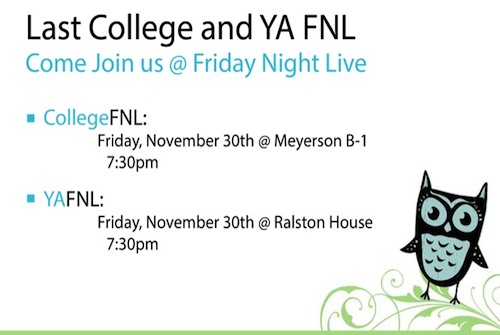 Last College and YA FNL
Come Join us @ Friday Night Live
CollegeFNL:
Friday, November 30th @ Meyerson B-1
7:30pm
YAFNL:
Friday, November 30th @ Ralston House
7:30pm